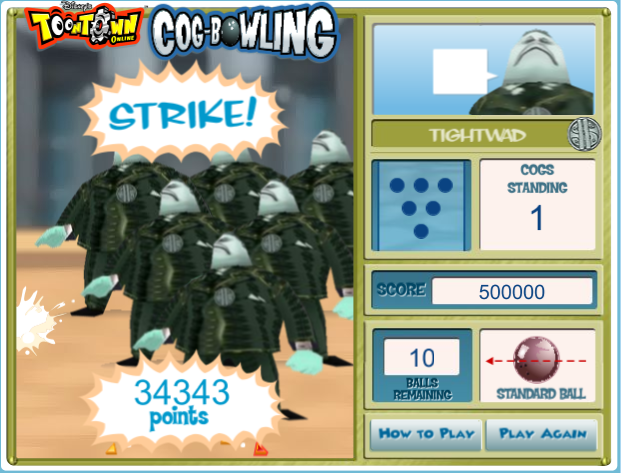 Disney's
TOONTOWN
ONLINE
COG-BOWLING
STRIKE!
34343
points
TIGHTWAD
COGS
STANDING
1
SCORE 500000
10
BALLS
REMAINING
STANDARD BALL
HOW TO PLAY
PLAY AGAIN